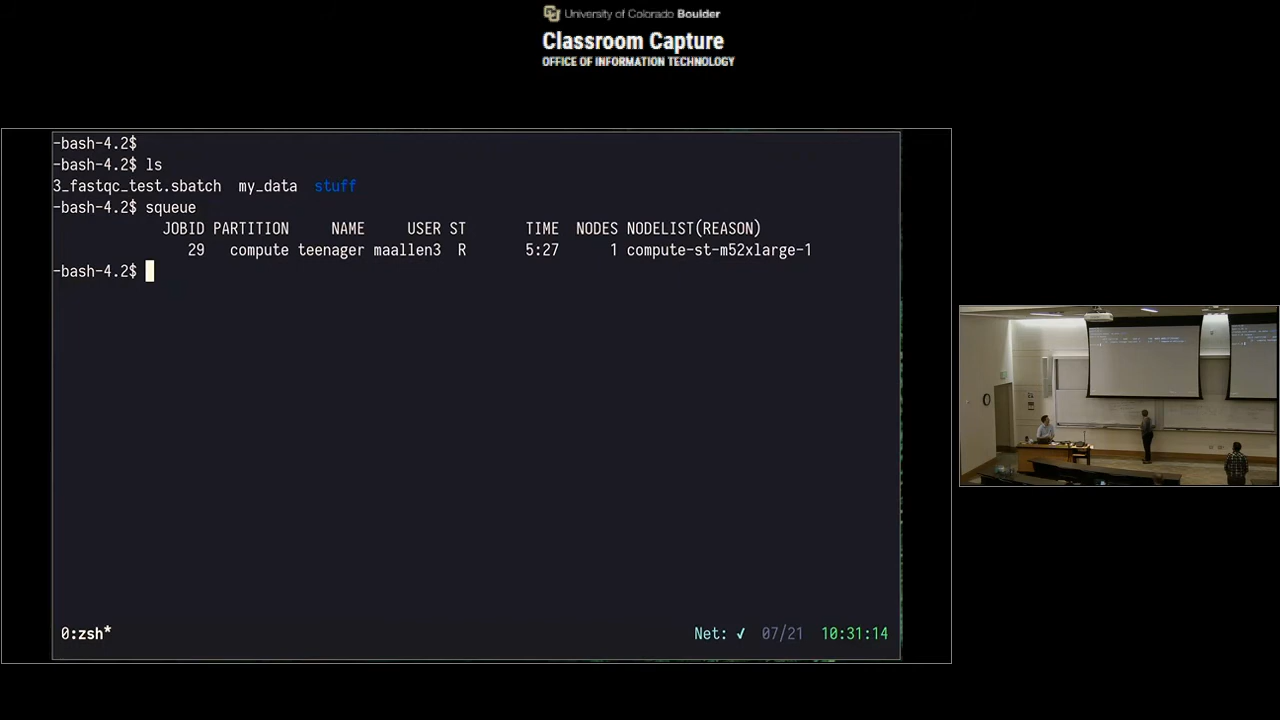 University of Colorado Boulder
Classroom Capture
OFFICE OF INFORMATION TECHNOLOGY
-bash-4.2$
-bash-4.2$ ls
3_fastqc_test.sbatch my_data stuff
-bash-4.2$ squeue
JOBID PARTITION NAME USER ST TIME NODES NODELIST(REASON)
29 compute teenager maallen3 R 5:27 1 compute-st-m52xlarge-1
-bash-4.2$
0:zsh* Net: ✓ 07/21 10:31:14